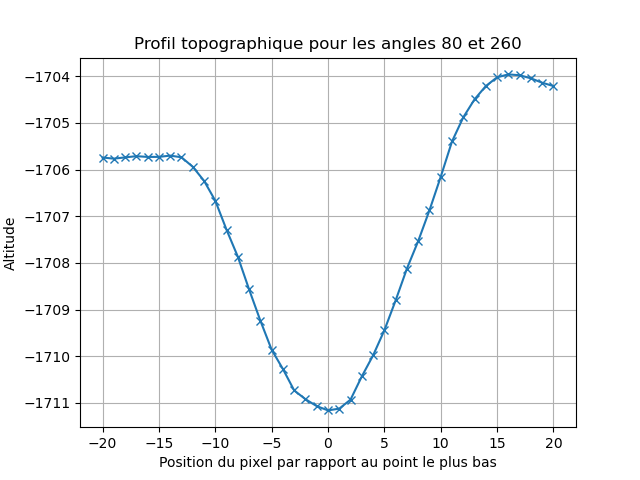 Profil topographique pour les angles 80 et 260
−1704
−1705
−1706
−1707
−1708
−1709
−1710
−1711
Altitude
−20 −15 −10 −5 0 5 10 15 20
Position du pixel par rapport au point le plus bas